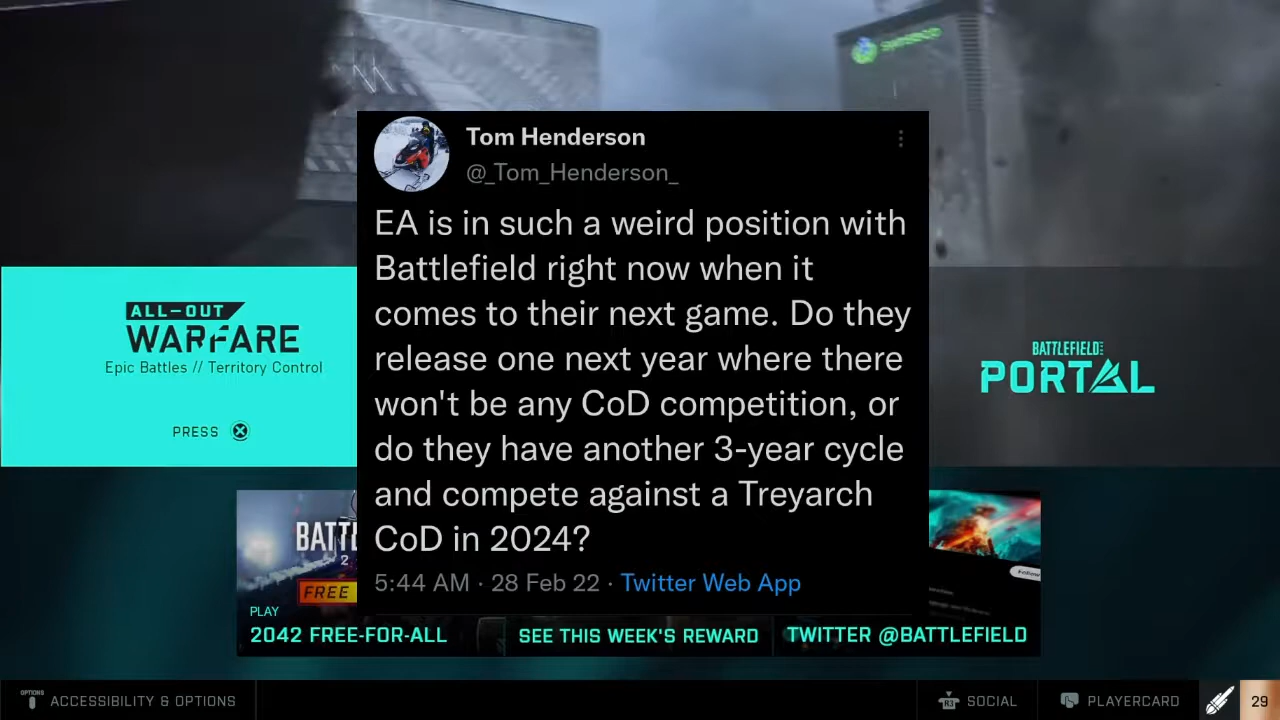 Tom Henderson
@_Tom_Henderson_
EA is in such a weird position with
Battlefield right now when it
comes to their next game. Do they
release one next year where there
won't be any CoD competition, or
do they have another 3-year cycle
and compete against a Treyarch
CoD in 2024?
5:44 AM · 28 Feb 22 · Twitter Web App
ALL-OUT
WARFARE
Epic Battles // Territory Control
PRESS
BATTLEFIELD
PORTAL
FREE
PLAY
2042 FREE-FOR-ALL
SEE THIS WEEK'S REWARD
TWITTER @BATTLEFIELD
OPTIONS
ACCESSIBILITY & OPTIONS
R3
SOCIAL
PLAYERCARD
29